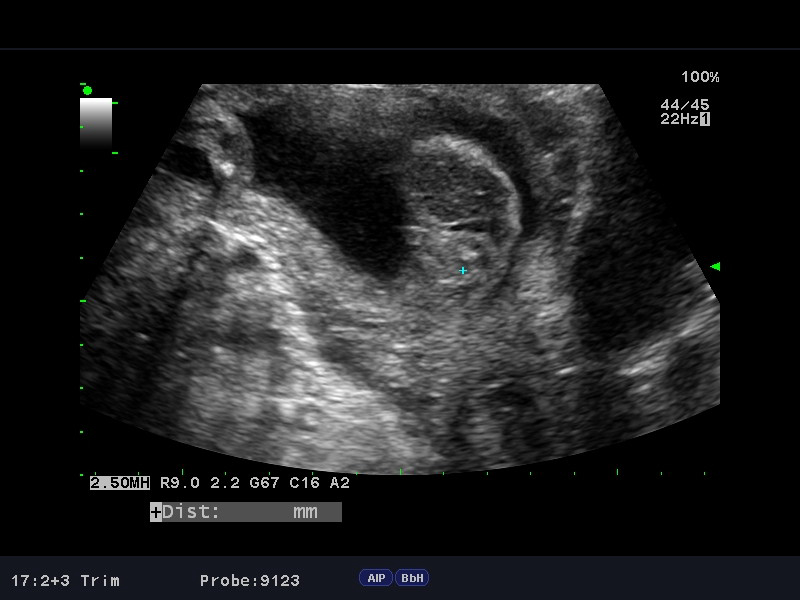 100%
44/45
22Hz1
2.50MH R9.0 2.2 G67 C16 A2
+Dist: mm
17:2+3 Trim Probe:9123 AIP BbH